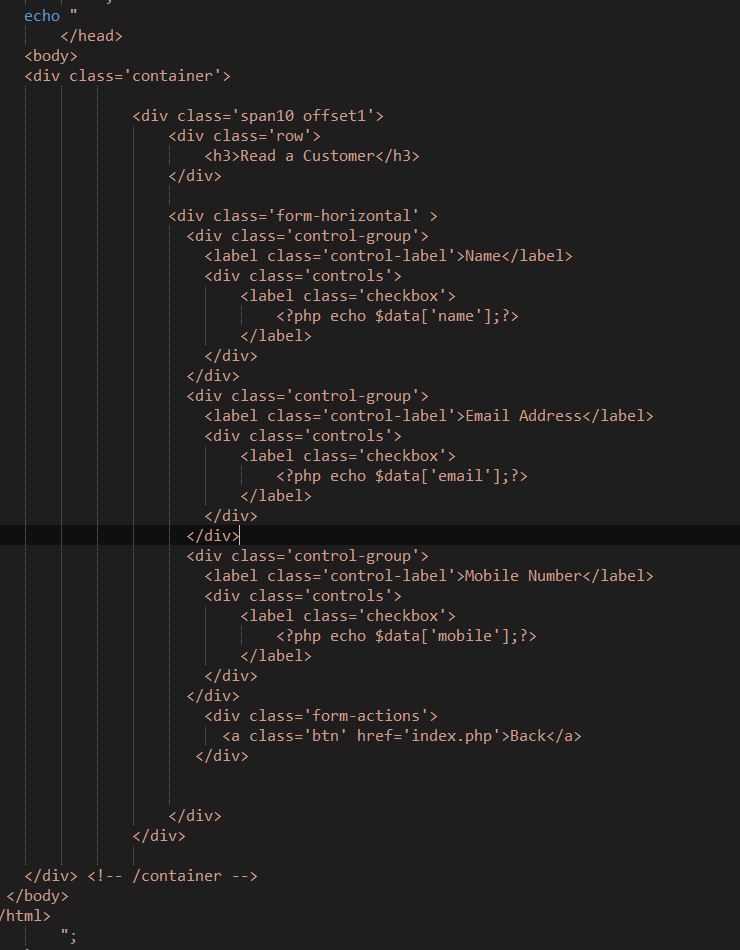 echo "
</head>
<body>
<div class='container'>
<div class='span10 offset1'>
<div class='row'>
<h3>Read a Customer</h3>
</div>
<div class='form-horizontal' >
<div class='control-group'>
<label class='control-label'>Name</label>
<div class='controls'>
<label class='checkbox'>
<?php echo $data['name'];?>
</label>
</div>
</div>
<div class='control-group'>
<label class='control-label'>Email Address</label>
<div class='controls'>
<label class='checkbox'>
<?php echo $data['email'];?>
</label>
</div>
</div>
<div class='control-group'>
<label class='control-label'>Mobile Number</label>
<div class='controls'>
<label class='checkbox'>
<?php echo $data['mobile'];?>
</label>
</div>
</div>
<div class='form-actions'>
<a class='btn' href='index.php'>Back</a>
</div>
</div>
</div>
</div> <!-- /container -->
</body>
/html>
";